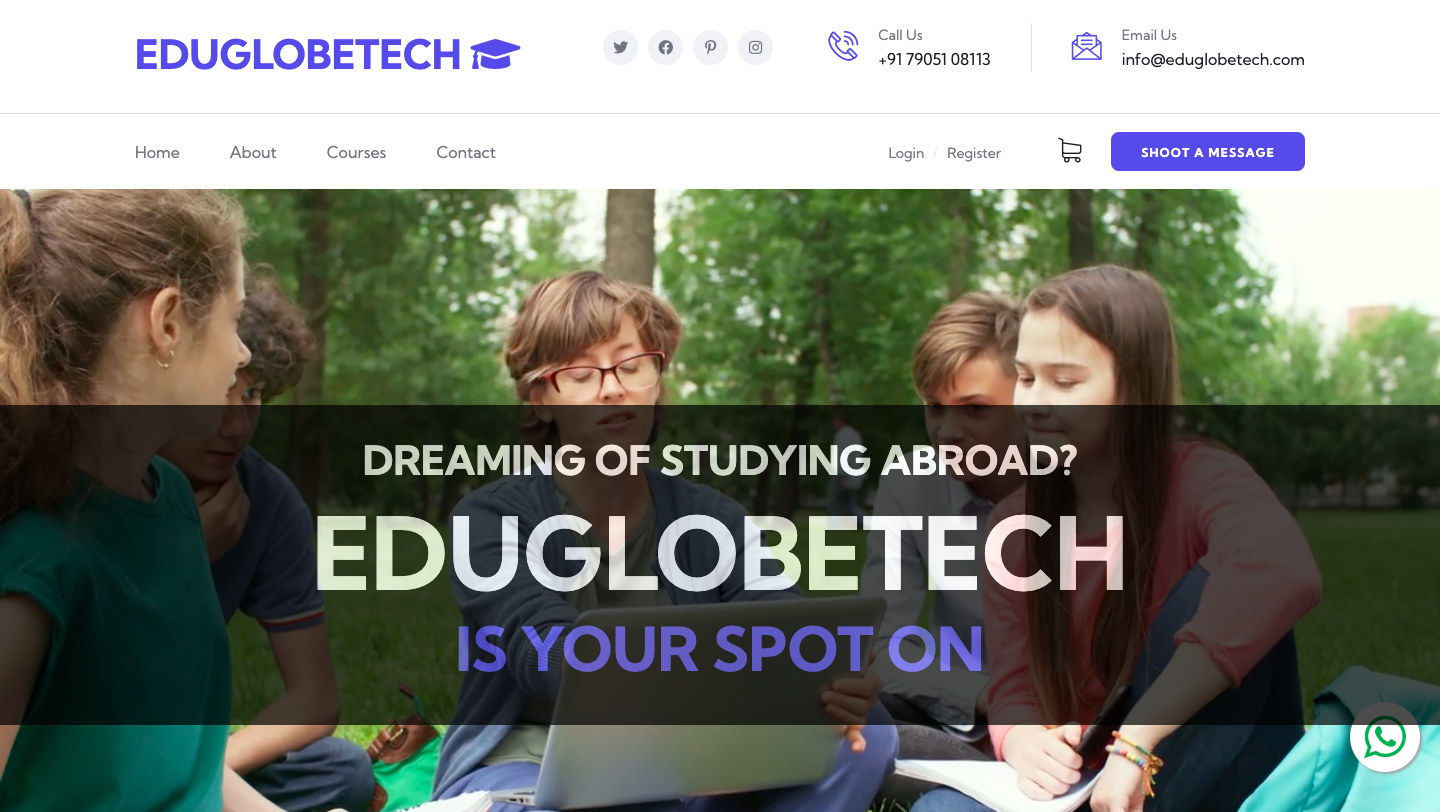 EDUGLOBETECH
Call Us
+91 79051 08113
Email Us
info@eduglobetech.com
Home
About
Courses
Contact
Login / Register
SHOOT A MESSAGE
DREAMING OF STUDYING ABROAD?
EDUGLOBETECH
IS YOUR SPOT ON